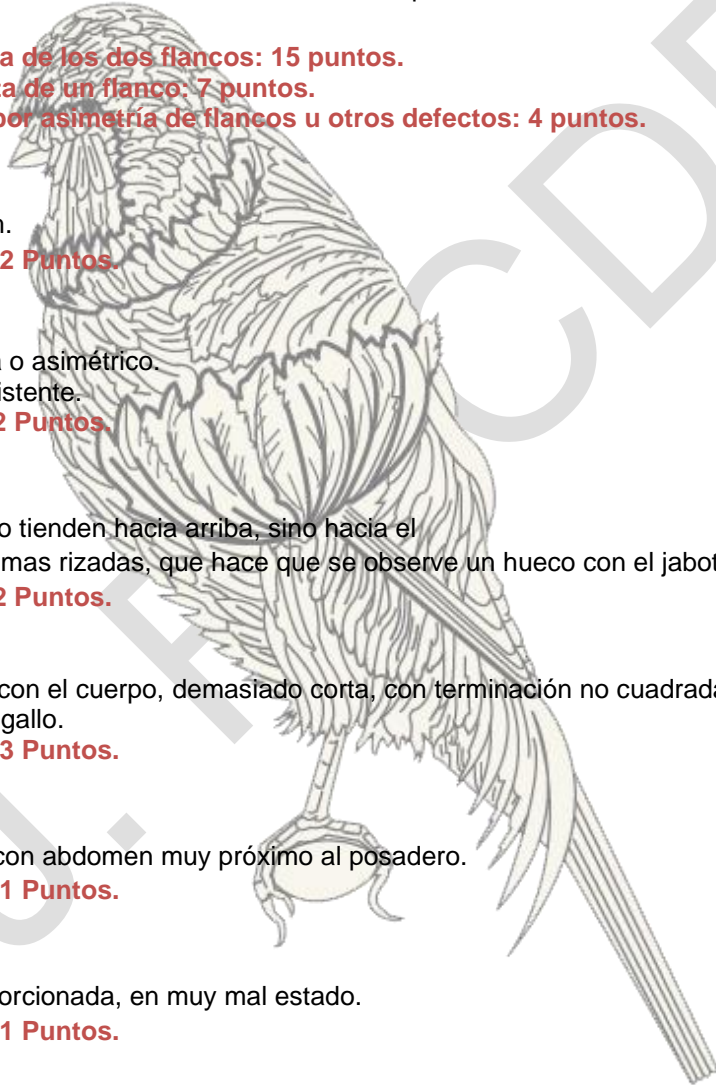 a de los dos flancos: 15 puntos.
ta de un flanco: 7 puntos.
por asimetría de flancos u otros defectos: 4 puntos.
n.
2 Puntos.
a o asimétrico.
istente.
2 Puntos.
o tienden hacia arriba, sino hacia el
mas rizadas, que hace que se observe un hueco con el jabot
2 Puntos.
con el cuerpo, demasiado corta, con terminación no cuadrada
gallo.
3 Puntos.
con abdomen muy próximo al posadero.
1 Puntos.
orcionada, en muy mal estado.
1 Puntos.